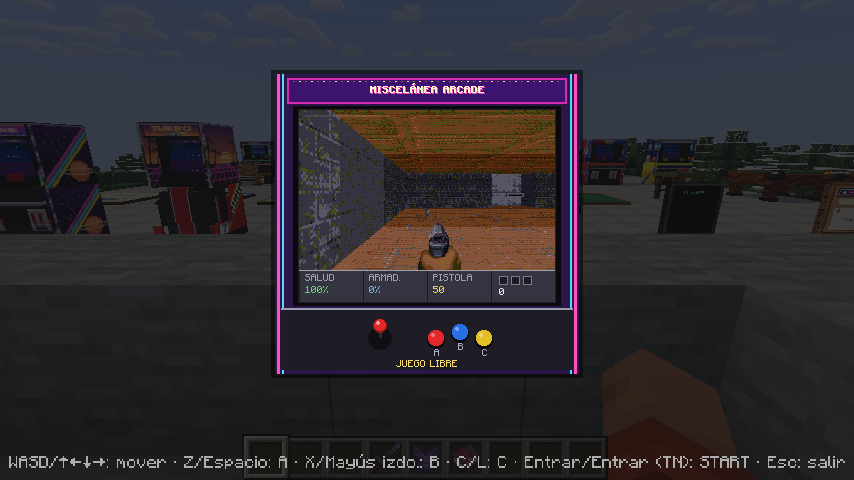 MISCELÁNEA ARCADE
TURBO
SALUD ARMAD. PISTOLA
100% 0% 50 0
A B C
JUEGO LIBRE
WASD/↑←↓→: mover · Z/Espacio: A · X/Mayús izdo.: B · C/L: C · Entrar/Entrar (TN): START · Esc: salir